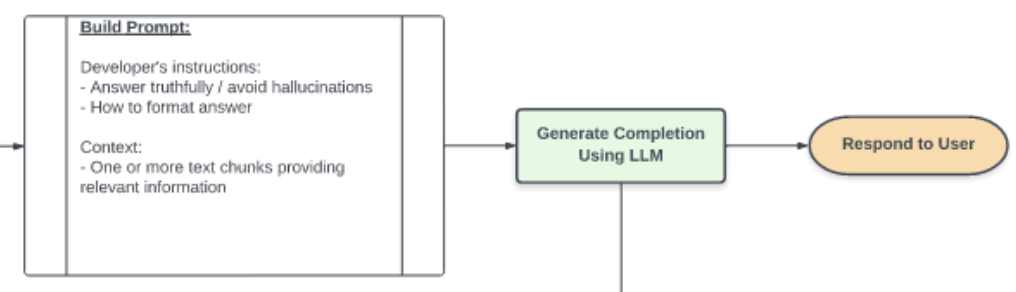 Build Prompt:
Developer's instructions:
- Answer truthfully / avoid hallucinations
- How to format answer
Context:
- One or more text chunks providing
relevant information
Generate Completion
Using LLM
Respond to User